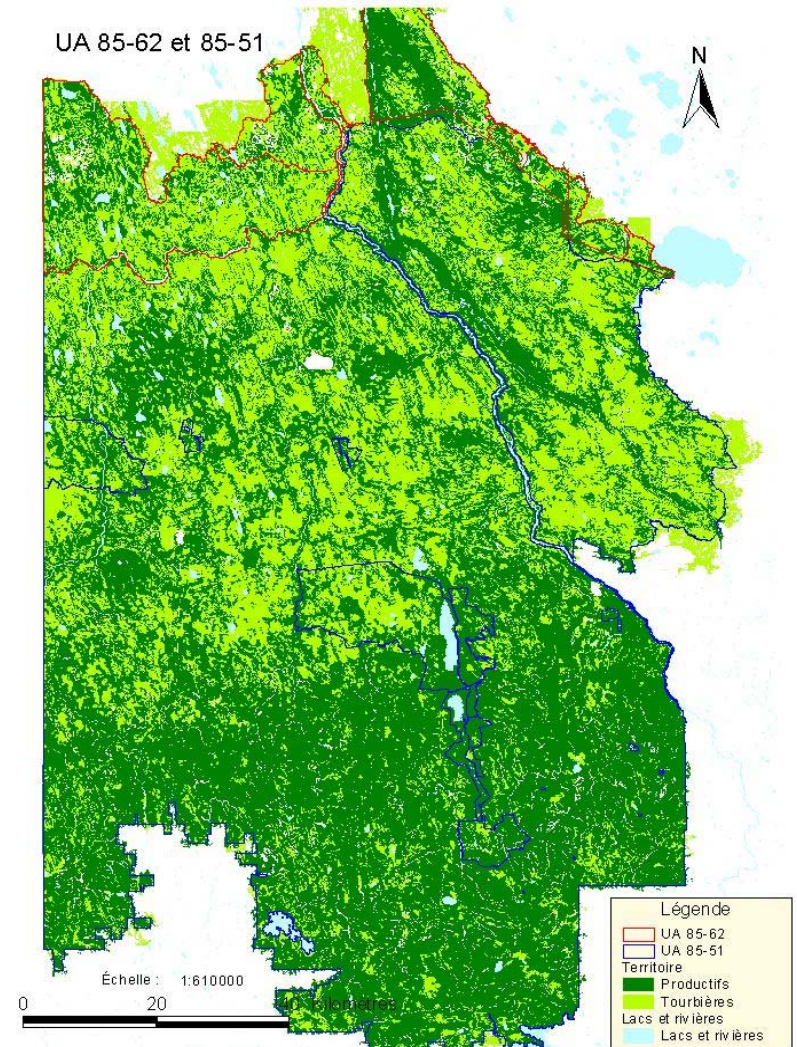 UA 85-62 et 85-51
N
Légende
UA 85-62
UA 85-51
Territoire
Productifs
Tourbières
Lacs et rivières
Lacs et rivières
Échelle : 1:610000
0 20 40 Kilomètres